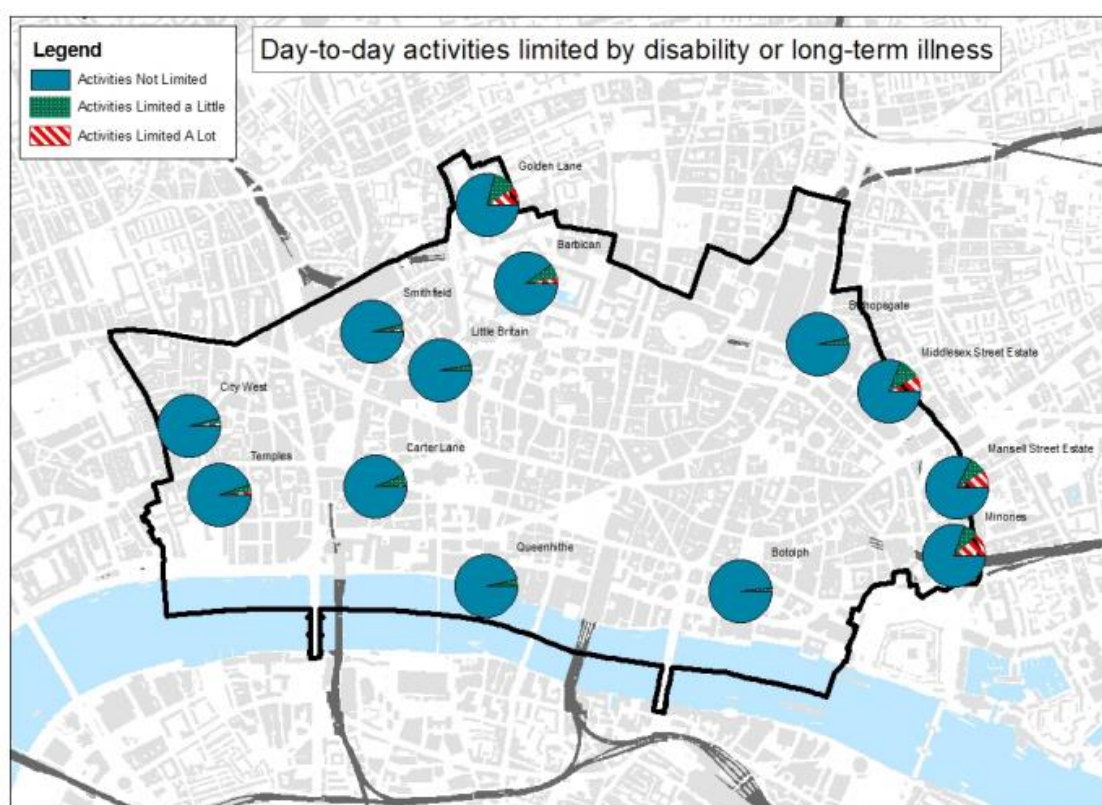 Legend
Activities Not Limited
Activities Limited a Little
Activities Limited A Lot
Day-to-day activities limited by disability or long-term illness
Golden Lane
Barbican
Smithfield
Little Britain
Bishopsgate
Middlesex Street Estate
City West
Temples
Carter Lane
Mansell Street Estate
Minories
Queenhithe
Botolph